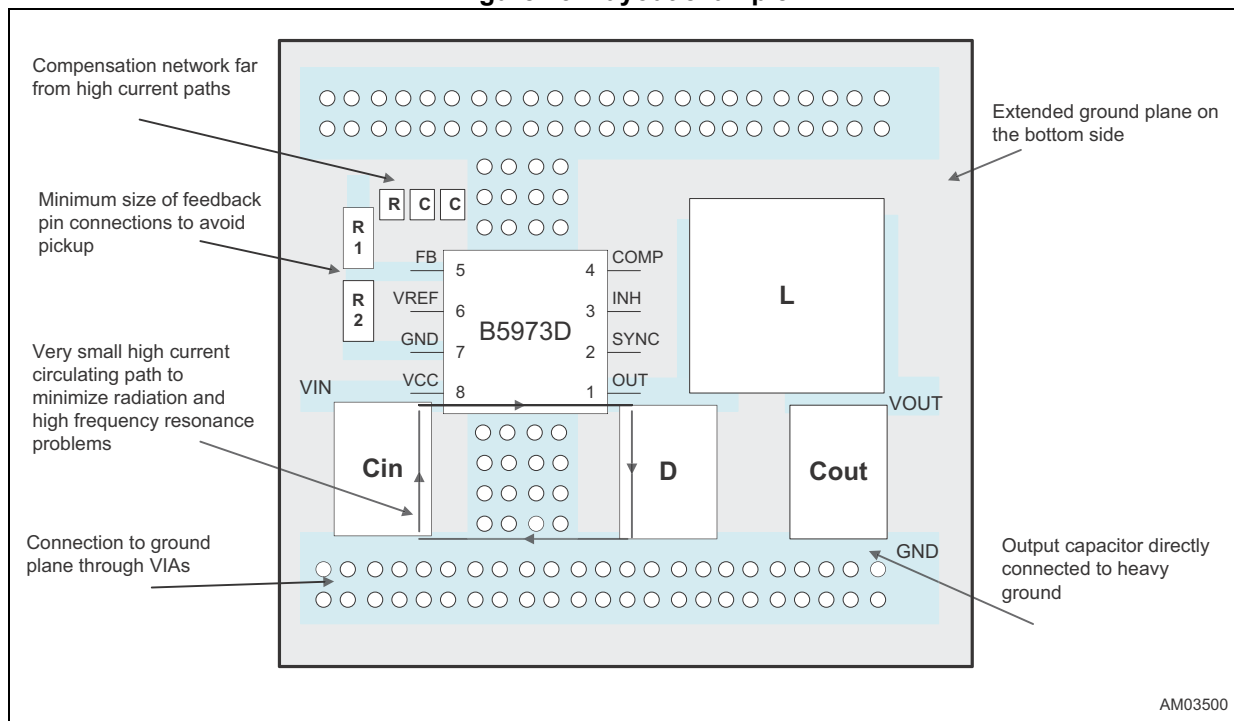 Compensation network far
from high current paths
Extended ground plane on
the bottom side
Minimum size of feedback
pin connections to avoid
pickup
R C C
R
1
R
2
FB 5 4 COMP
VREF 6 3 INH
B5973D
GND 7 2 SYNC
VCC 8 1 OUT
L
Very small high current
circulating path to
minimize radiation and
high frequency resonance
problems
VIN
VOUT
Cin
D
Cout
Connection to ground
plane through VIAs
GND
Output capacitor directly
connected to heavy
ground
AM03500